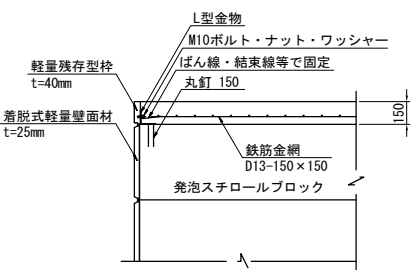 L型金物
M10ボルト・ナット・ワッシャー
ばん線・結束線等で固定
丸釘 150
軽量残存型枠
t=40mm
着脱式軽量壁面材
t=25mm
150
鉄筋金網
D13-150×150
発泡スチロールブロック